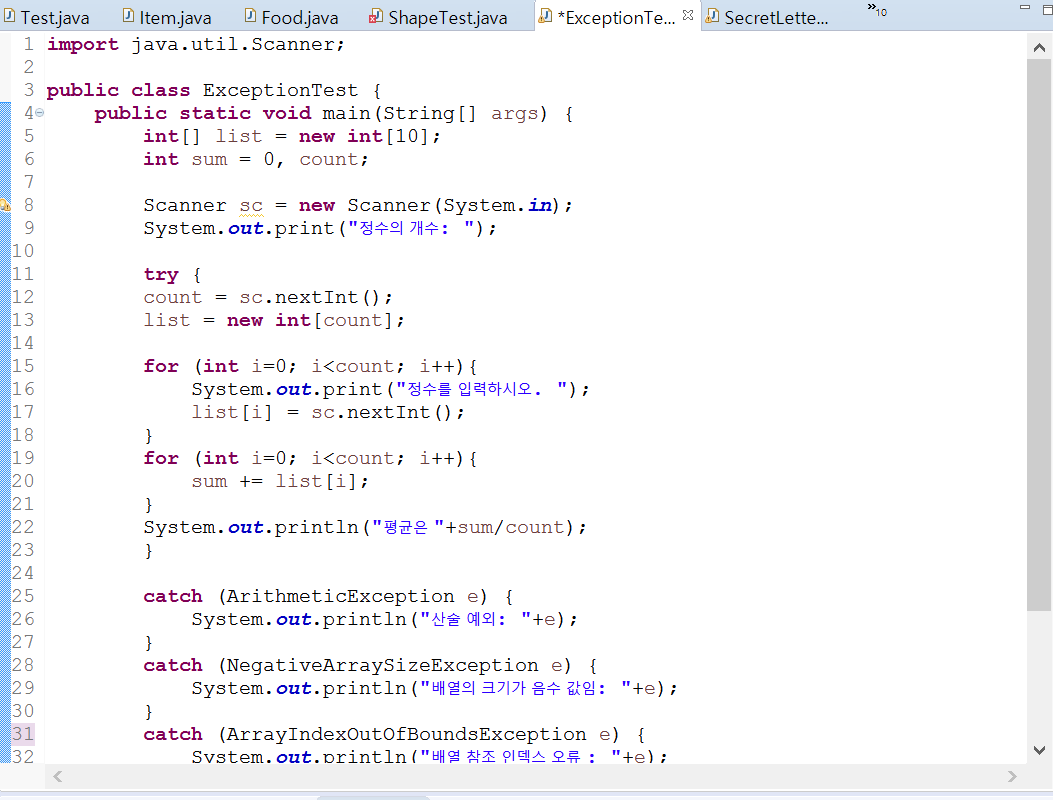 Test.java Item.java Food.java ShapeTest.java *ExceptionTe... SecretLette... »10
1 import java.util.Scanner;
2
3 public class ExceptionTest {
4 public static void main(String[] args) {
5 int[] list = new int[10];
6 int sum = 0, count;
7
8 Scanner sc = new Scanner(System.in);
9 System.out.print("정수의 개수: ");
10
11 try {
12 count = sc.nextInt();
13 list = new int[count];
14
15 for (int i=0; i<count; i++){
16 System.out.print("정수를 입력하시오. ");
17 list[i] = sc.nextInt();
18 }
19 for (int i=0; i<count; i++){
20 sum += list[i];
21 }
22 System.out.println("평균은 "+sum/count);
23 }
24
25 catch (ArithmeticException e) {
26 System.out.println("산술 예외: "+e);
27 }
28 catch (NegativeArraySizeException e) {
29 System.out.println("배열의 크기가 음수 값임: "+e);
30 }
31 catch (ArrayIndexOutOfBoundsException e) {
32 System.out.println("배열 참조 인덱스 오류 : "+e);